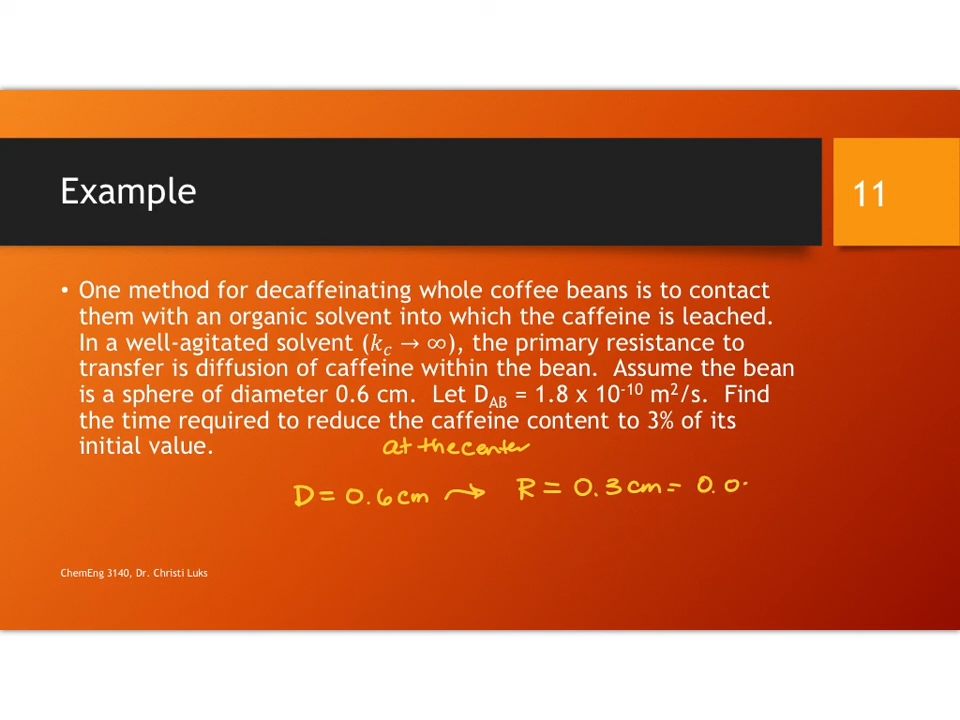 Example
11
• One method for decaffeinating whole coffee beans is to contact
them with an organic solvent into which the caffeine is leached.
In a well-agitated solvent (k_c → ∞), the primary resistance to
transfer is diffusion of caffeine within the bean. Assume the bean
is a sphere of diameter 0.6 cm. Let D_AB = 1.8 x 10^-10 m²/s. Find
the time required to reduce the caffeine content to 3% of its
initial value.
at the center
D = 0.6 cm → R = 0.3 cm = 0.0
ChemEng 3140, Dr. Christi Luks